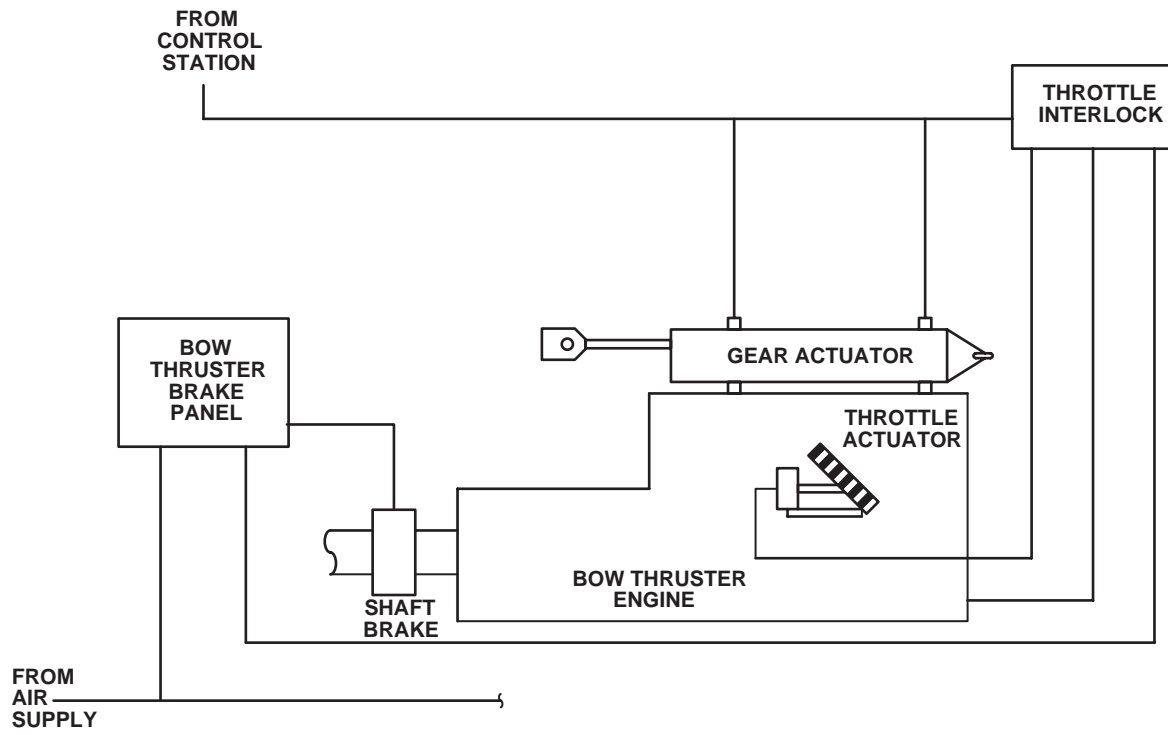 FROM
CONTROL
STATION
THROTTLE
INTERLOCK
BOW
THRUSTER
BRAKE
PANEL
GEAR ACTUATOR
THROTTLE
ACTUATOR
BOW THRUSTER
ENGINE
SHAFT
BRAKE
FROM
AIR
SUPPLY